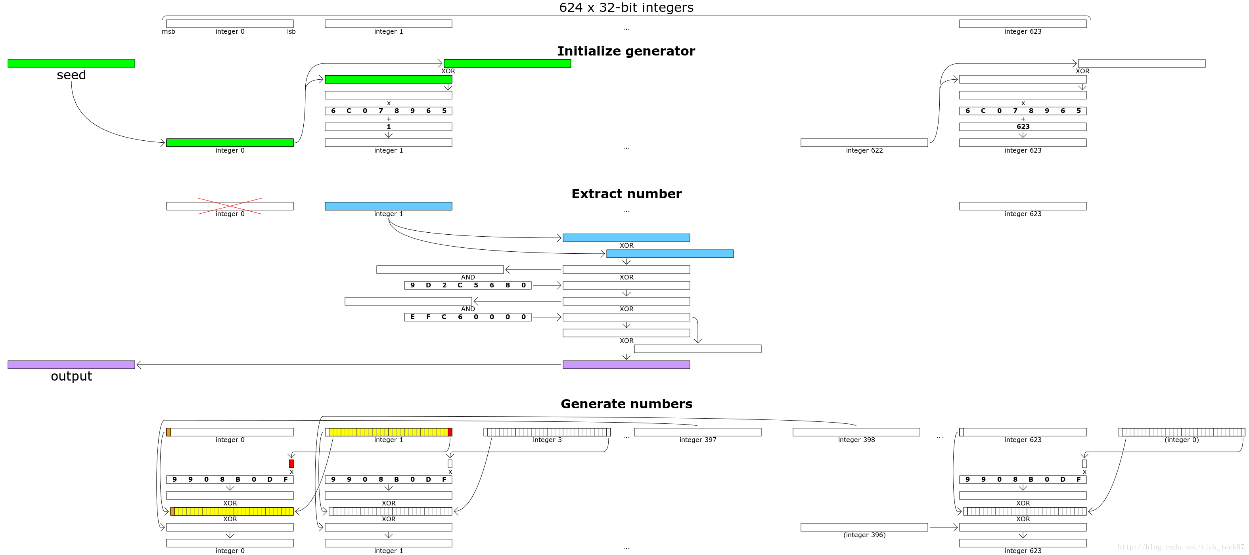 624 x 32-bit integers
msb integer 0 lsb integer 1 ... integer 623
Initialize generator
seed
XOR XOR
x x
6 C 0 7 8 9 6 5 6 C 0 7 8 9 6 5
+ +
1 623
integer 0 integer 1 ... integer 622 integer 623
Extract number
integer 0 integer 1 ... integer 623
XOR
AND XOR
9 D 2 C 5 6 8 0
AND XOR
E F C 6 0 0 0 0
XOR
output
Generate numbers
integer 0 integer 1 integer 3 ... integer 397 integer 398 ... integer 623 (integer 0)
x x x
9 9 0 8 B 0 D F 9 9 0 8 B 0 D F 9 9 0 8 B 0 D F
XOR XOR XOR
XOR XOR XOR
(integer 396)
integer 0 integer 1 ... integer 623